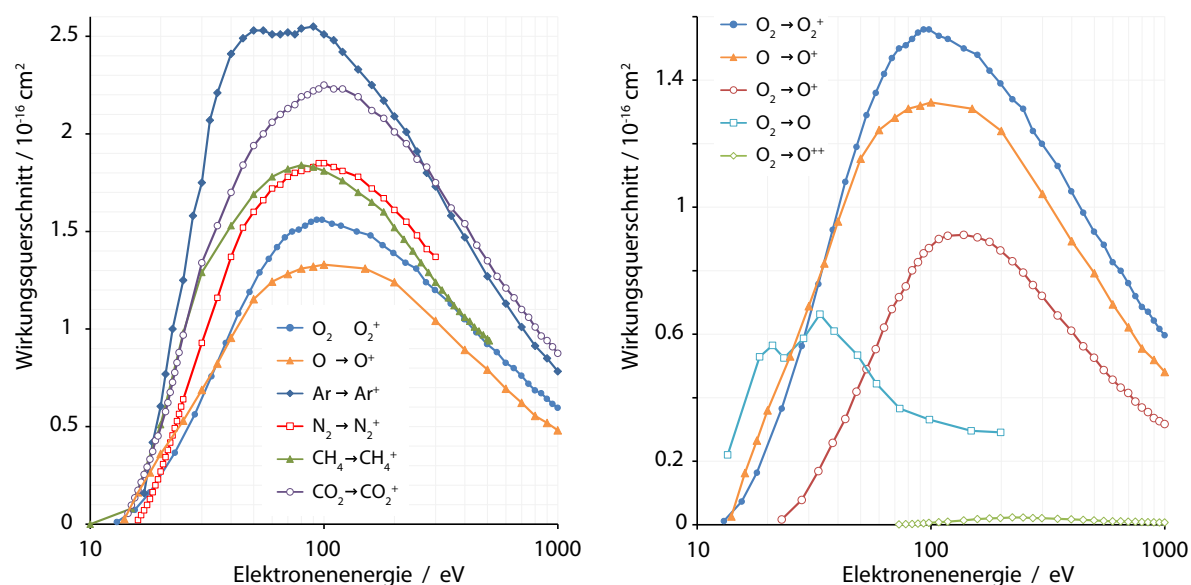 Wirkungsquerschnitt / 10⁻¹⁶ cm²
2.5
2
1.5
1
0.5
0
10
100
1000
Elektronenenergie / eV
O₂ O₂⁺
O → O⁺
Ar → Ar⁺
N₂ → N₂⁺
CH₄→CH₄⁺
CO₂→CO₂⁺
Wirkungsquerschnitt / 10⁻¹⁶ cm²
1.4
1
0.6
0.2
0
10
100
1000
Elektronenenergie / eV
O₂ → O₂⁺
O → O⁺
O₂ → O⁺
O₂ → O
O₂ → O⁺⁺